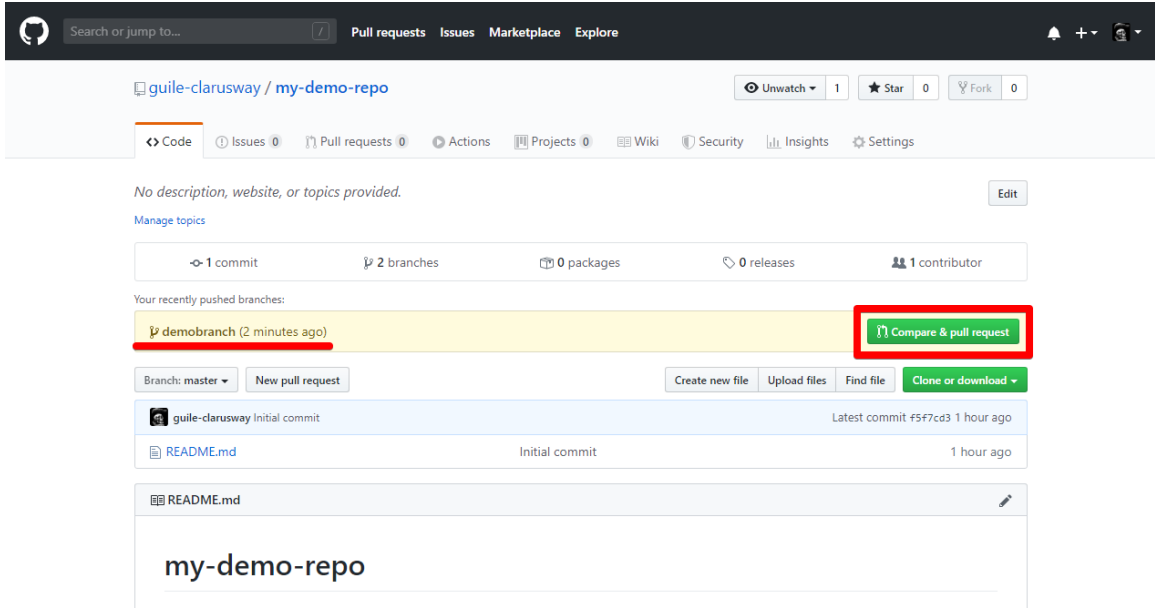 Search or jump to... / Pull requests Issues Marketplace Explore
guile-clarusway / my-demo-repo Unwatch 1 Star 0 Fork 0
Code Issues 0 Pull requests 0 Actions Projects 0 Wiki Security Insights Settings
No description, website, or topics provided. Edit
Manage topics
1 commit 2 branches 0 packages 0 releases 1 contributor
Your recently pushed branches:
demobranch (2 minutes ago) Compare & pull request
Branch: master New pull request Create new file Upload files Find file Clone or download
guile-clarusway Initial commit Latest commit f5f7cd3 1 hour ago
README.md Initial commit 1 hour ago
README.md
my-demo-repo